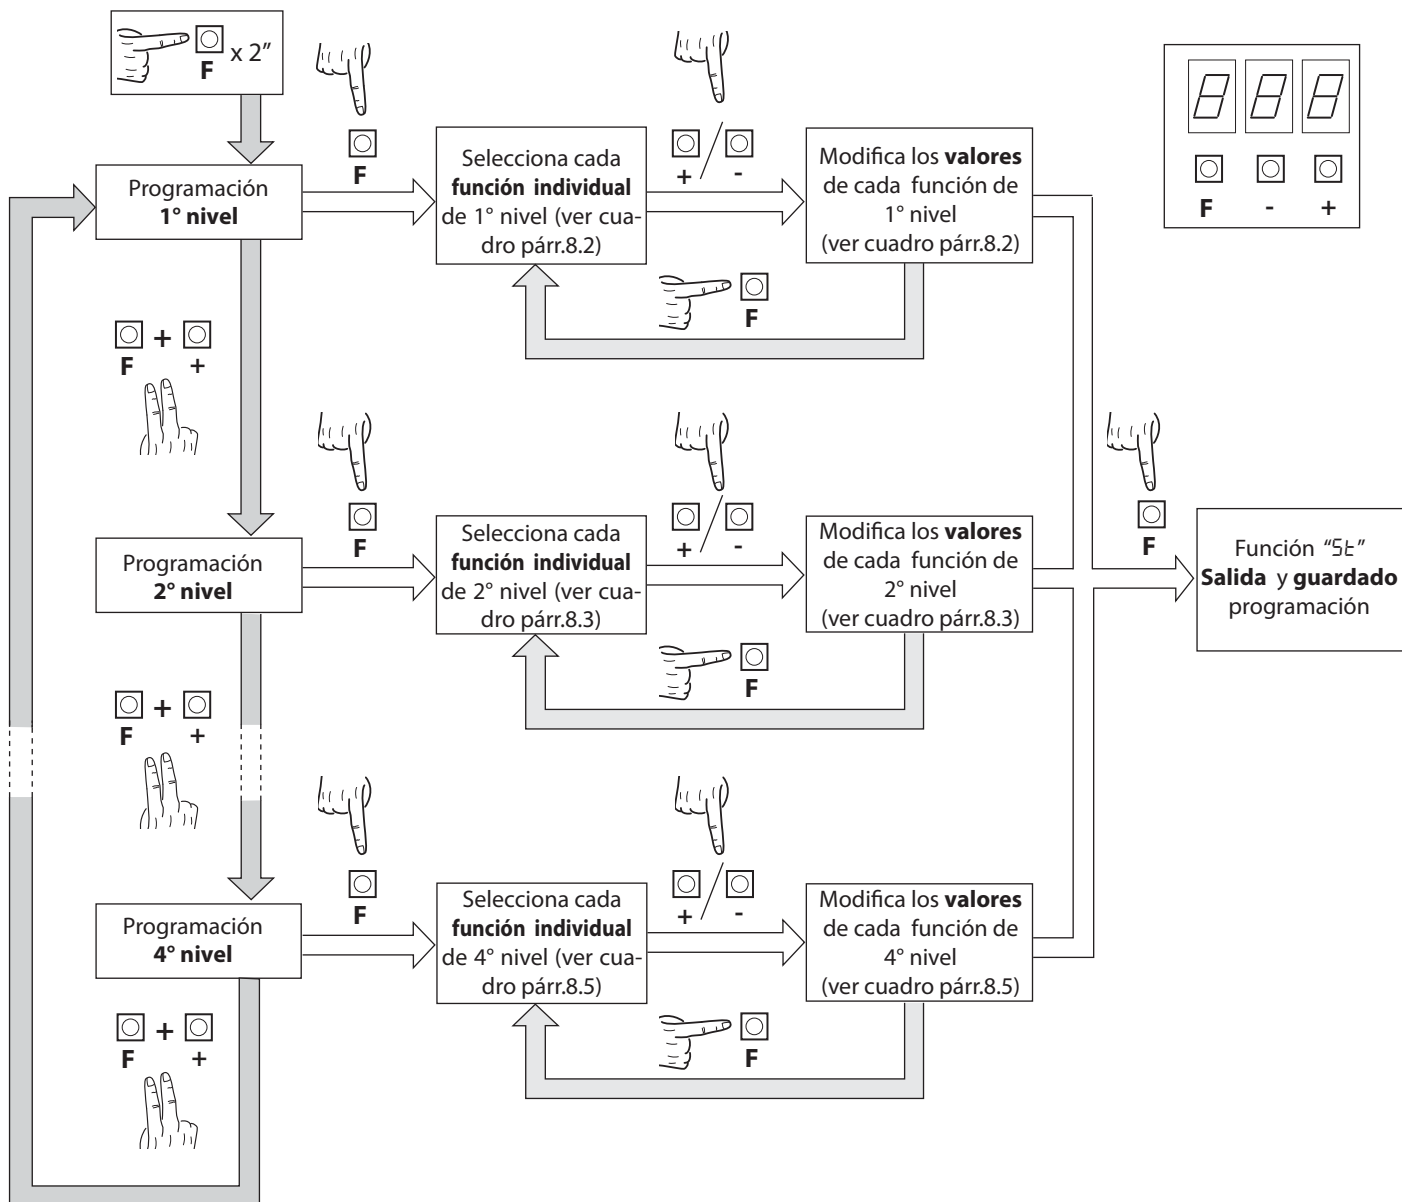 F x 2”
F - +
Programación
1° nivel
F
Selecciona cada
función individual
de 1° nivel (ver cua-
dro párr.8.2)
+ / -
Modifica los valores
de cada función de
1° nivel
(ver cuadro párr.8.2)
F
F + +
Programación
2° nivel
F
Selecciona cada
función individual
de 2° nivel (ver cua-
dro párr.8.3)
+ / -
Modifica los valores
de cada función de
2° nivel
(ver cuadro párr.8.3)
F
F
Función “St”
Salida y guardado
programación
F + +
Programación
4° nivel
F
Selecciona cada
función individual
de 4° nivel (ver cua-
dro párr.8.5)
+ / -
Modifica los valores
de cada función de
4° nivel
(ver cuadro párr.8.5)
F
F + +